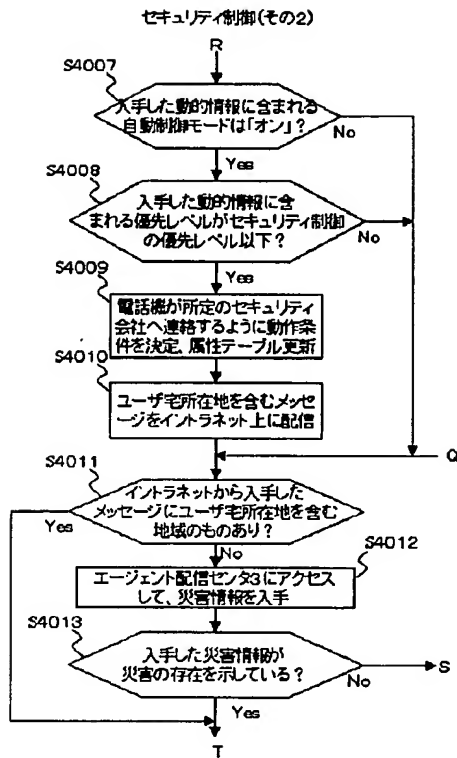 セキュリティ制御(その2)
R
S4007
入手した動的情報に含まれる
自動制御モードは「オン」?
No
Yes
S4008
入手した動的情報に含
まれる優先レベルがセキュリティ制御
の優先レベル以下?
No
Yes
S4009
電話機が所定のセキュリティ
会社へ連絡するように動作条
件を決定、属性テーブル更新
S4010
ユーザ宅所在地を含むメッセ
ージをイントラネット上に配信
Q
S4011
イントラネットから入手した
メッセージにユーザ宅所在地を含む
地域のものあり?
Yes
No
S4012
エージェント配信センタ3にアクセス
して、災害情報を入手
S4013
入手した災害情報が
災害の存在を示している?
No
S
Yes
T